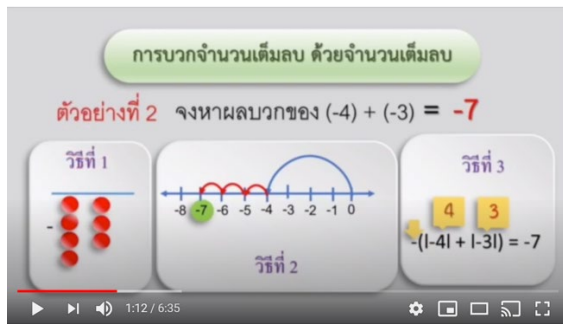 การบวกจำนวนเต็มลบ ด้วยจำนวนเต็มลบ
ตัวอย่างที่ 2 จงหาผลบวกของ (-4) + (-3) = -7
วิธีที่ 1
-
-8 -7 -6 -5 -4 -3 -2 -1 0
วิธีที่ 2
วิธีที่ 3
4 3
-(|-4| + |-3|) = -7
1:12 / 6:35